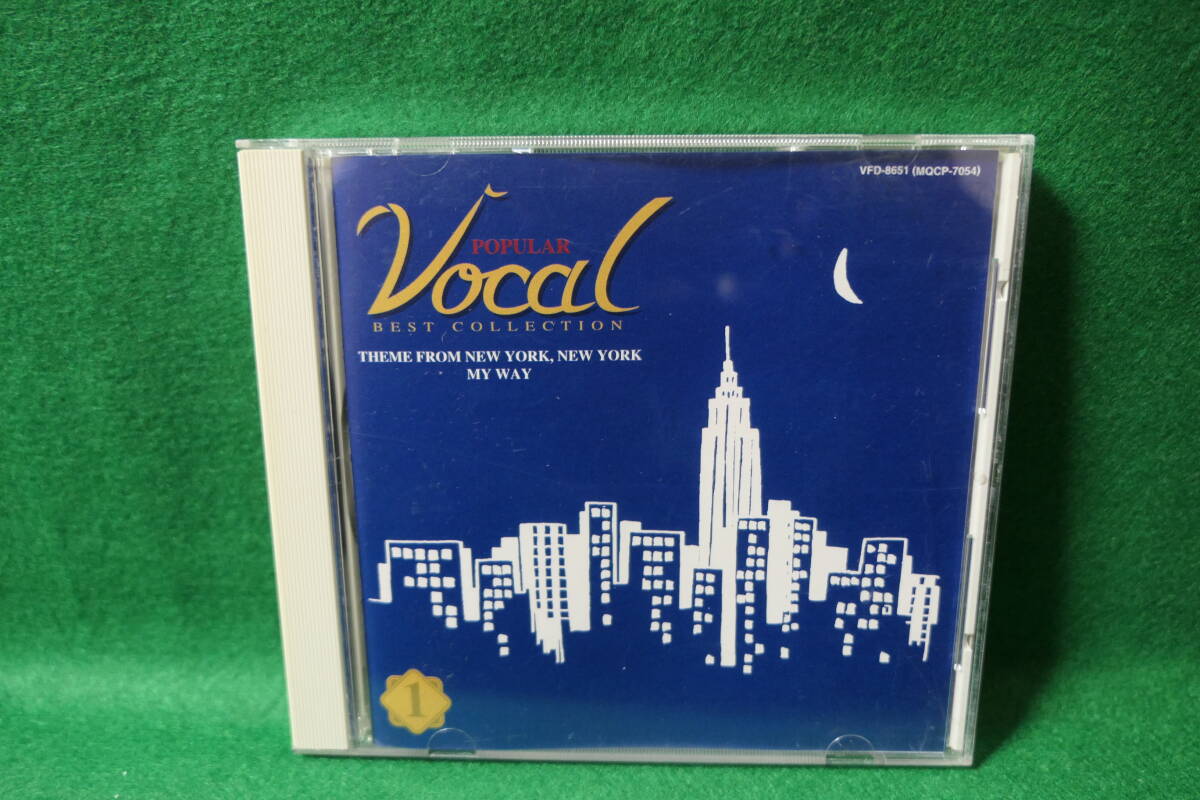 VFD-8651 (MQCP-7054)
POPULAR
Vocal
BEST COLLECTION
THEME FROM NEW YORK, NEW YORK
MY WAY
1